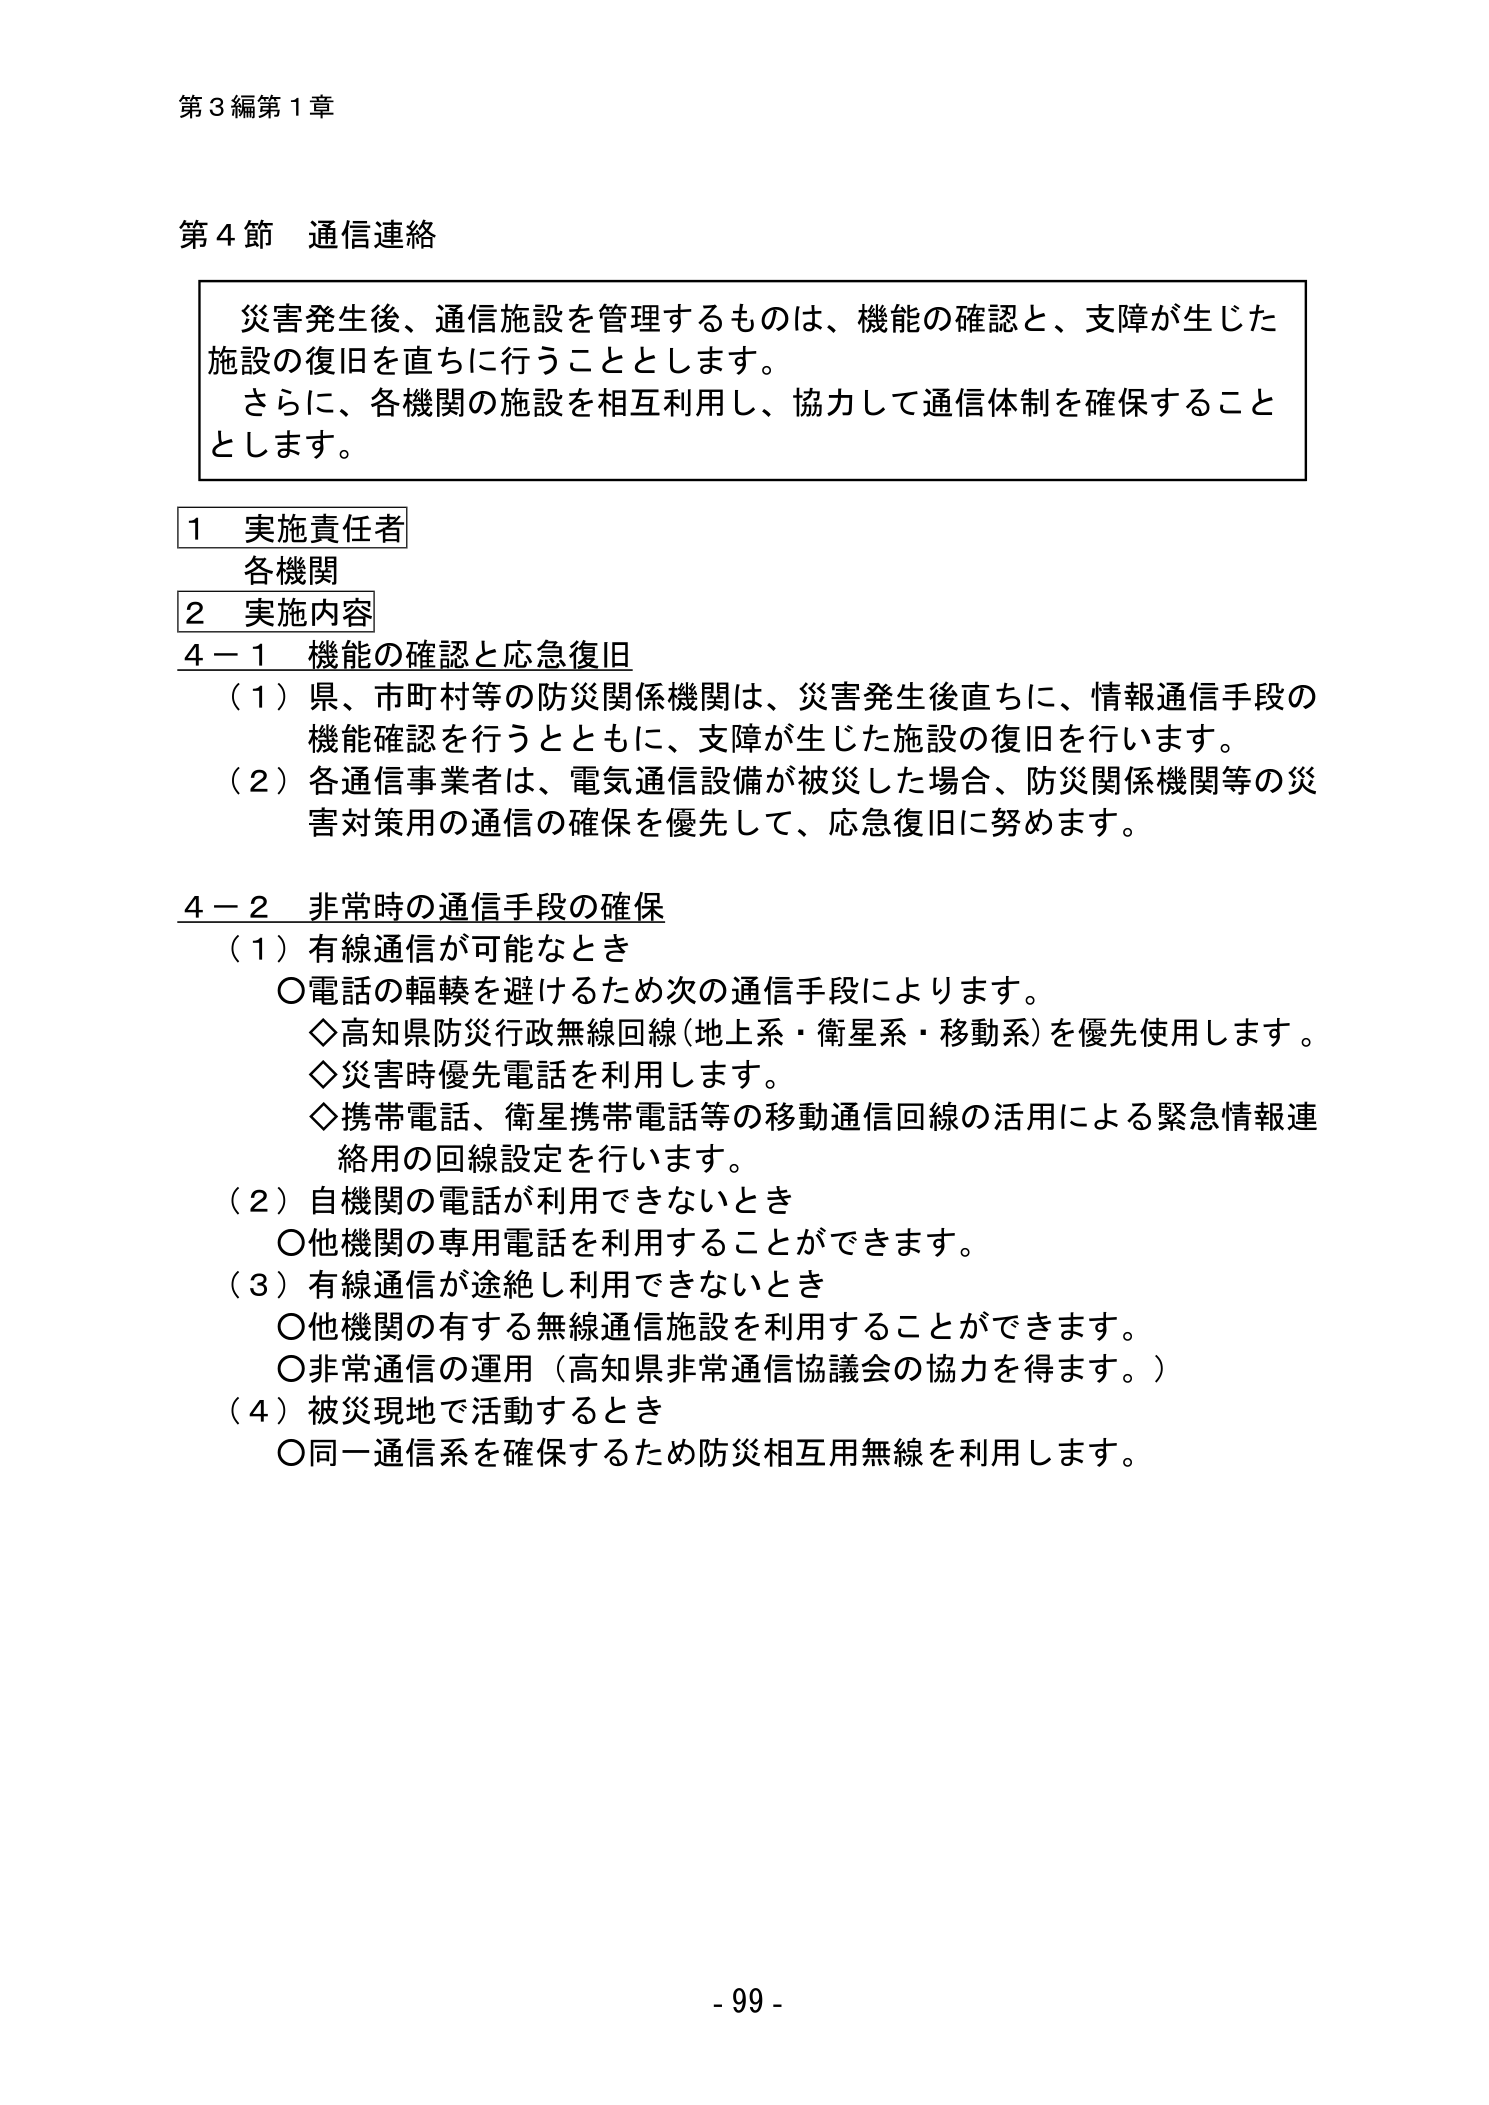 第３編第１章
第４節　通信連絡
　災害発生後、通信施設を管理するものは、機能の確認と、支障が生じた
施設の復旧を直ちに行うこととします。
　さらに、各機関の施設を相互利用し、協力して通信体制を確保すること
とします。
１　実施責任者
各機関
２　実施内容
４－１　機能の確認と応急復旧
（１）県、市町村等の防災関係機関は、災害発生後直ちに、情報通信手段の
機能確認を行うとともに、支障が生じた施設の復旧を行います。
（２）各通信事業者は、電気通信設備が被災した場合、防災関係機関等の災
害対策用の通信の確保を優先して、応急復旧に努めます。
４－２　非常時の通信手段の確保
（１）有線通信が可能なとき
○電話の輻輳を避けるため次の通信手段によります。
◇高知県防災行政無線回線(地上系・衛星系・移動系)を優先使用します。
◇災害時優先電話を利用します。
◇携帯電話、衛星携帯電話等の移動通信回線の活用による緊急情報連
絡用の回線設定を行います。
（２）自機関の電話が利用できないとき
○他機関の専用電話を利用することができます。
（３）有線通信が途絶し利用できないとき
○他機関の有する無線通信施設を利用することができます。
○非常通信の運用（高知県非常通信協議会の協力を得ます。）
（４）被災現地で活動するとき
○同一通信系を確保するため防災相互用無線を利用します。
- 99 -